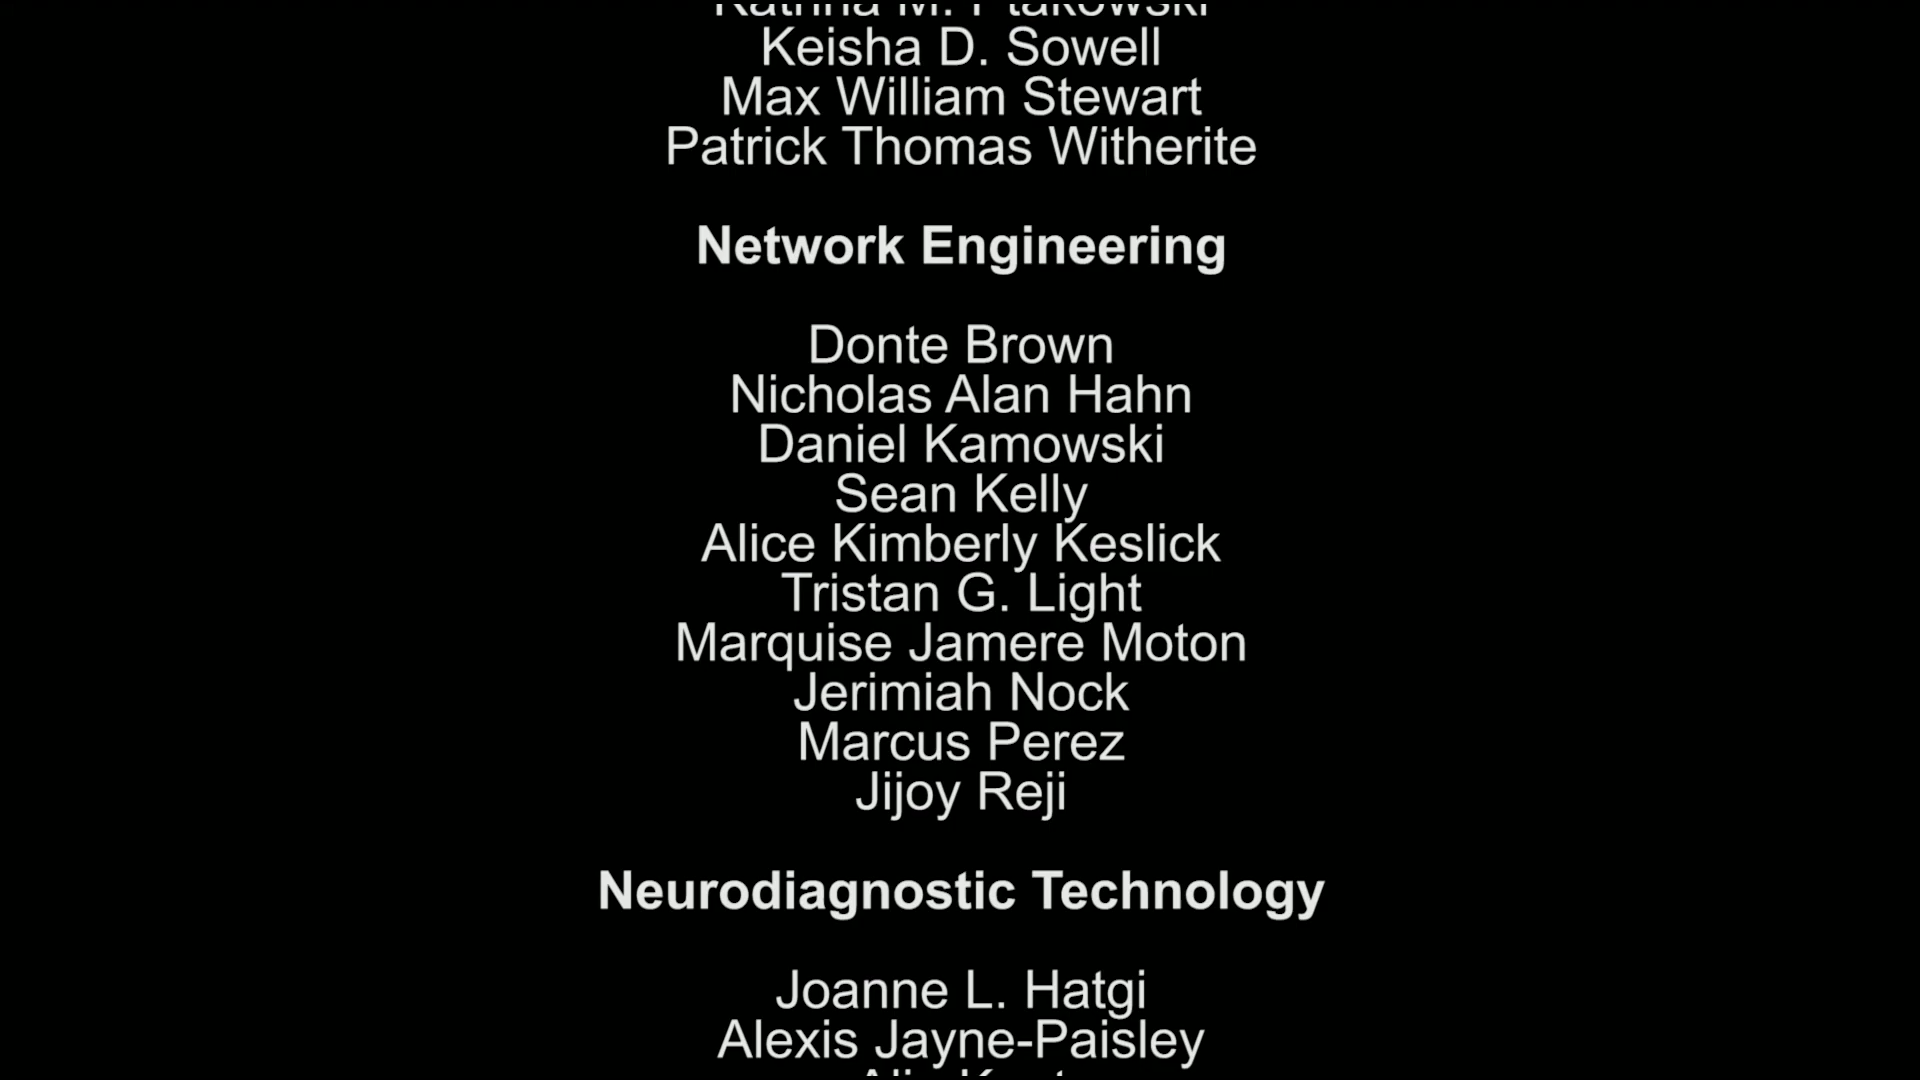 Katrina M. Ptakowski
Keisha D. Sowell
Max William Stewart
Patrick Thomas Witherite
Network Engineering
Donte Brown
Nicholas Alan Hahn
Daniel Kamowski
Sean Kelly
Alice Kimberly Keslick
Tristan G. Light
Marquise Jamere Moton
Jerimiah Nock
Marcus Perez
Jijoy Reji
Neurodiagnostic Technology
Joanne L. Hatgi
Alexis Jayne-Paisley